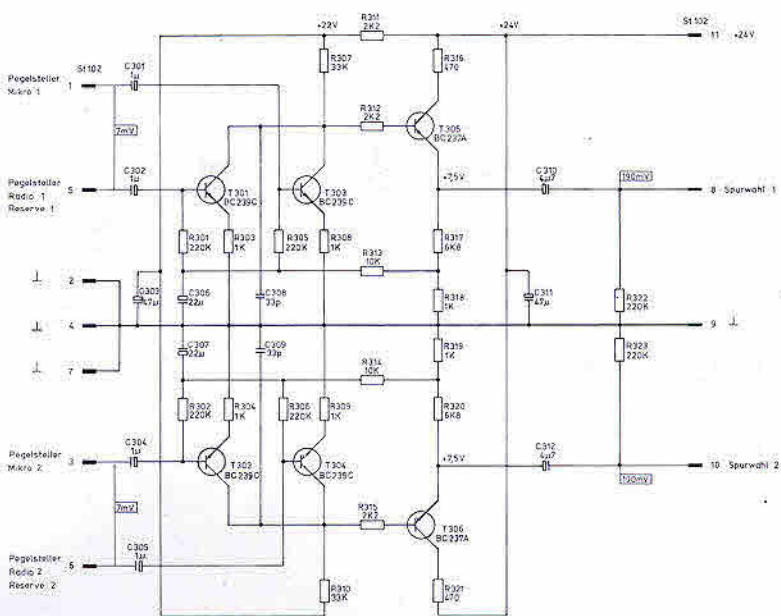 +22V
R311
2K2
+24V
St 102
11 +24V
R307
33K
R316
470
Pegelsteller
Mikro 1
St 102
1
C301
1µ
R312
2K2
T305
BC237A
7mV
Pegelsteller
Radio 1
Reserve 1
5
C302
1µ
T301
BC239C
T303
BC239C
+7,5V
C310
4µ7
190mV
8 - Spurwahl 1
R301
220K
R303
1K
R305
220K
R308
1K
R313
10K
R317
6K8
2
C303
47µ
C306
22µ
C308
33p
R318
1K
C311
47µ
R322
220K
4
9
7
C307
22µ
C309
33p
R314
10K
R319
1K
R323
220K
R302
220K
R304
1K
R306
220K
R309
1K
R320
6K8
Pegelsteller
Mikro 2
3
C304
1µ
T302
BC239C
T304
BC239C
+7,5V
C312
4µ7
10 Spurwahl 2
190mV
7mV
R315
2K2
T306
BC237A
Pegelsteller
Radio 2
Reserve 2
C305
1µ
R310
33K
R321
470